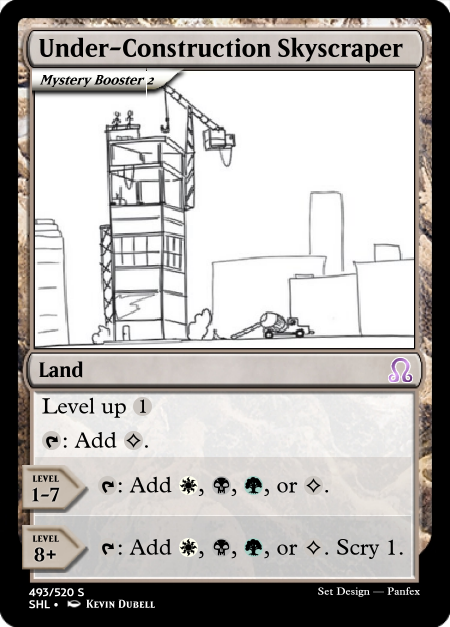 Under-Construction Skyscraper
Mystery Booster 2
Land
Level up 1
: Add .
LEVEL
1-7
: Add , , , or .
LEVEL
8+
: Add , , , or . Scry 1.
493/520 S
Set Design — Panfex
SHL • Kevin Dubell